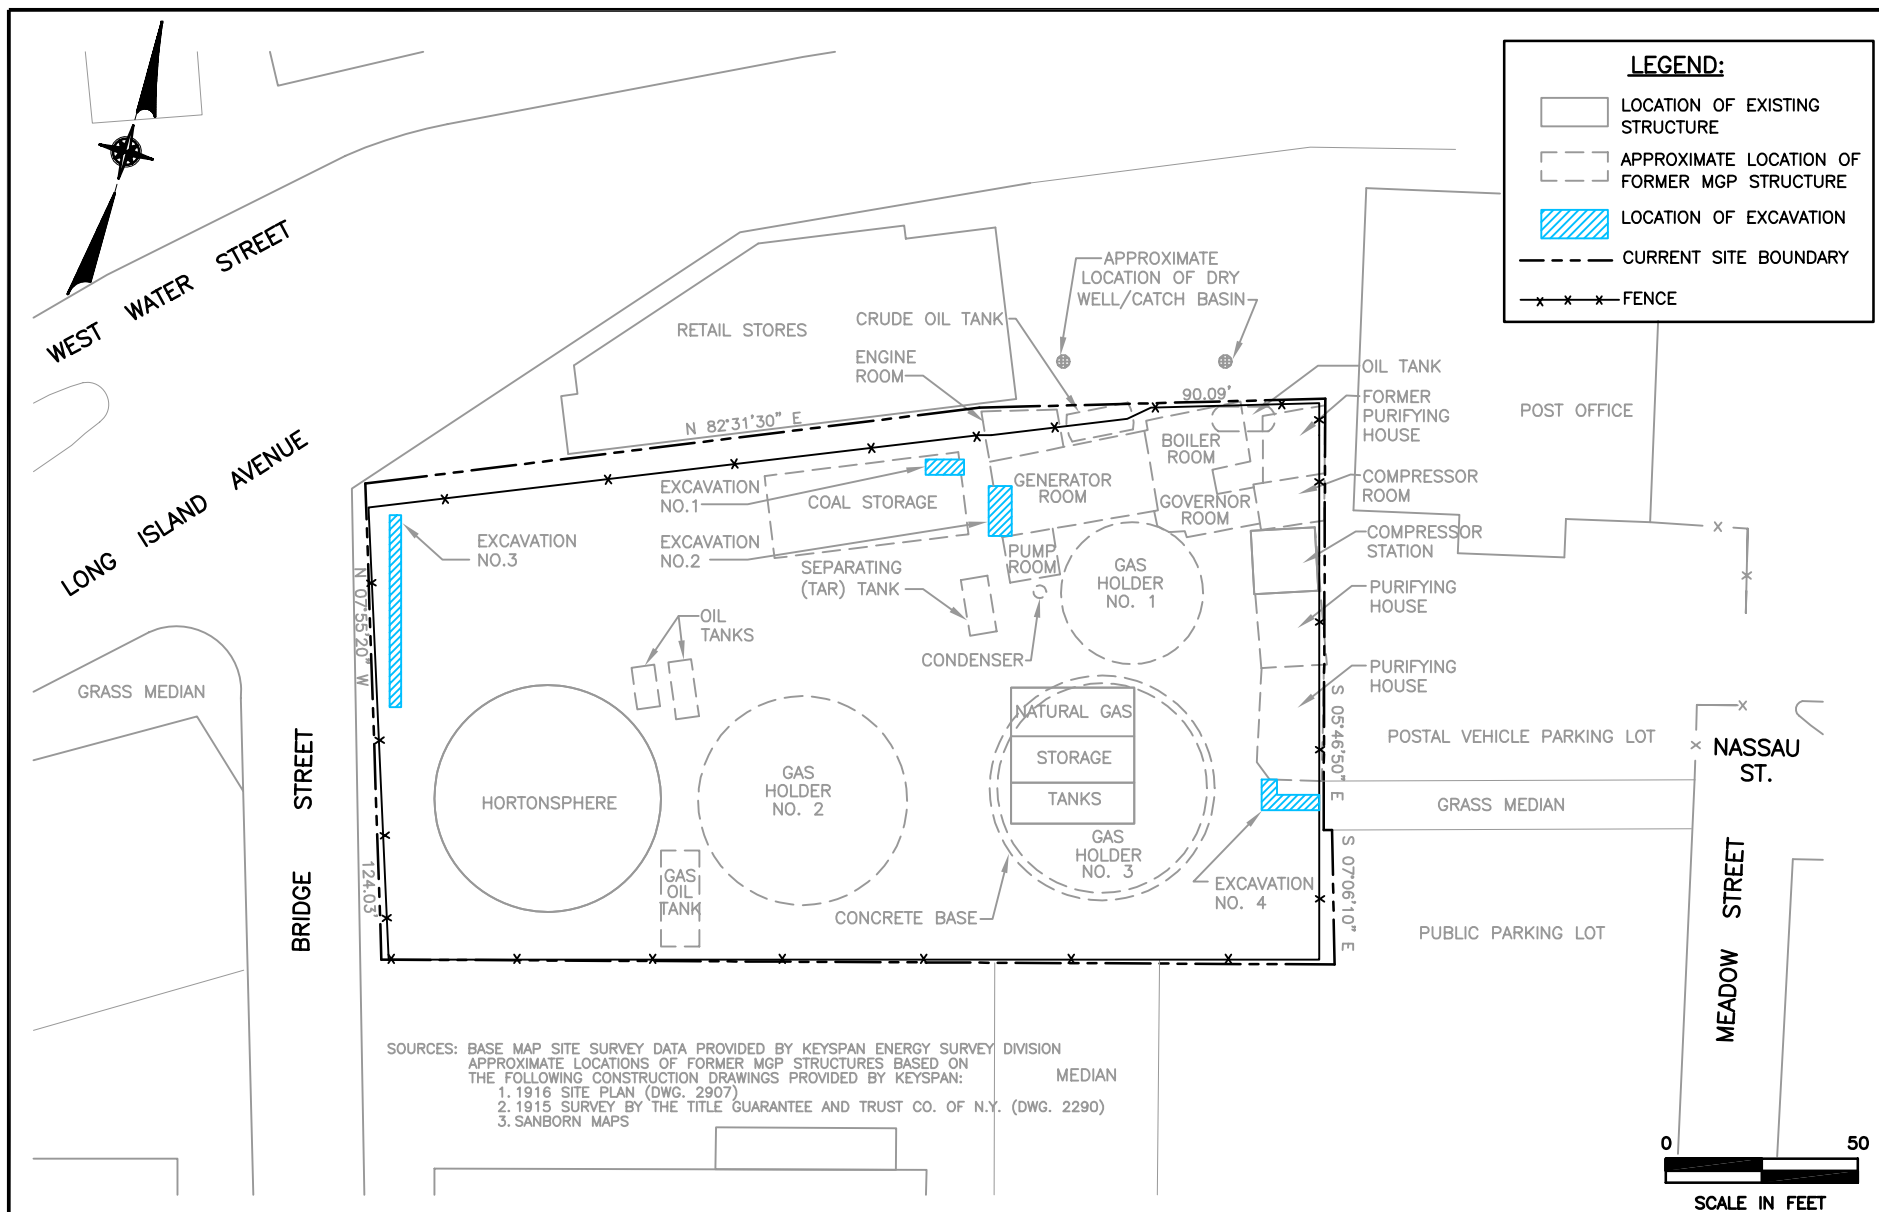 LEGEND:
LOCATION OF EXISTING
STRUCTURE
APPROXIMATE LOCATION OF
FORMER MGP STRUCTURE
LOCATION OF EXCAVATION
CURRENT SITE BOUNDARY
FENCE
WEST WATER STREET
LONG ISLAND AVENUE
RETAIL STORES
APPROXIMATE
LOCATION OF DRY
WELL/CATCH BASIN
CRUDE OIL TANK
ENGINE
ROOM
OIL TANK
FORMER
PURIFYING
HOUSE
POST OFFICE
N 82°31'30" E
90.09'
BOILER
ROOM
COMPRESSOR
ROOM
EXCAVATION
NO.1
COAL STORAGE
GENERATOR
ROOM
GOVERNOR
ROOM
EXCAVATION
NO.3
EXCAVATION
NO.2
COMPRESSOR
STATION
PUMP
ROOM
SEPARATING
(TAR) TANK
GAS
HOLDER
NO. 1
PURIFYING
HOUSE
N 07°55'20" W
OIL
TANKS
CONDENSER
PURIFYING
HOUSE
GRASS MEDIAN
NATURAL GAS
STORAGE
TANKS
S 05°46'50" E
POSTAL VEHICLE PARKING LOT
NASSAU
ST.
HORTONSPHERE
GAS
HOLDER
NO. 2
GRASS MEDIAN
BRIDGE STREET
GAS
HOLDER
NO. 3
124.03'
GAS
OIL
TANK
EXCAVATION
NO. 4
S 07°06'10" E
CONCRETE BASE
PUBLIC PARKING LOT
MEADOW STREET
SOURCES: BASE MAP SITE SURVEY DATA PROVIDED BY KEYSPAN ENERGY SURVEY DIVISION
APPROXIMATE LOCATIONS OF FORMER MGP STRUCTURES BASED ON
THE FOLLOWING CONSTRUCTION DRAWINGS PROVIDED BY KEYSPAN:
1. 1916 SITE PLAN (DWG. 2907)
2. 1915 SURVEY BY THE TITLE GUARANTEE AND TRUST CO. OF N.Y. (DWG. 2290)
3. SANBORN MAPS
MEDIAN
0 50
SCALE IN FEET